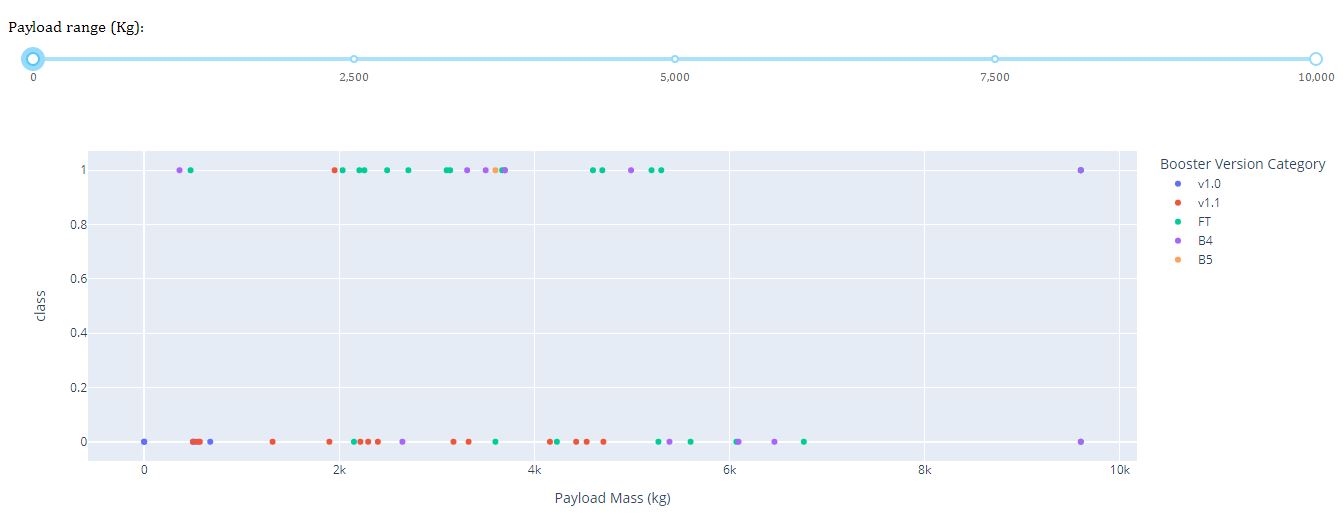 Payload range (Kg):
0 2,500 5,000 7,500 10,000
Booster Version Category
v1.0
v1.1
FT
B4
B5
class
1
0.8
0.6
0.4
0.2
0
0 2k 4k 6k 8k 10k
Payload Mass (kg)